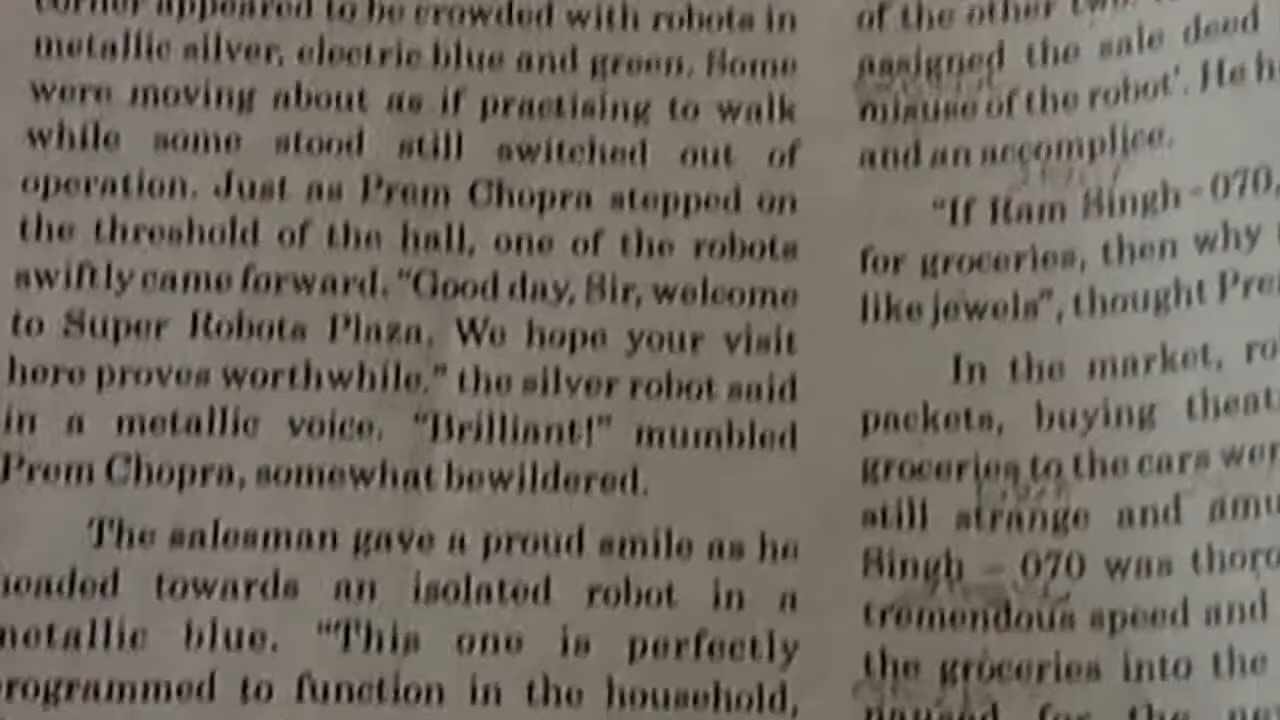 corner appeared to be crowded with robots in
metallic silver, electric blue and green. Some
were moving about as if practising to walk
while some stood still switched out of
operation. Just as Prem Chopra stepped on
the threshold of the hall, one of the robots
swiftly came forward. "Good day, Sir, welcome
to Super Robots Plaza. We hope your visit
here proves worthwhile." the silver robot said
in a metallic voice. "Brilliant!" mumbled
Prem Chopra, somewhat bewildered.
The salesman gave a proud smile as he
headed towards an isolated robot in a
metallic blue. "This one is perfectly
programmed to function in the household,
of the other two.
assigned the sale deed
misuse of the robot'. He
and an accomplice.
"If Ram Singh - 070,
for groceries, then why
like jewels", thought
In the market,
packets, buying
groceries to the cars
still strange and
Singh - 070 was
tremendous speed and
the groceries into the
paused for the